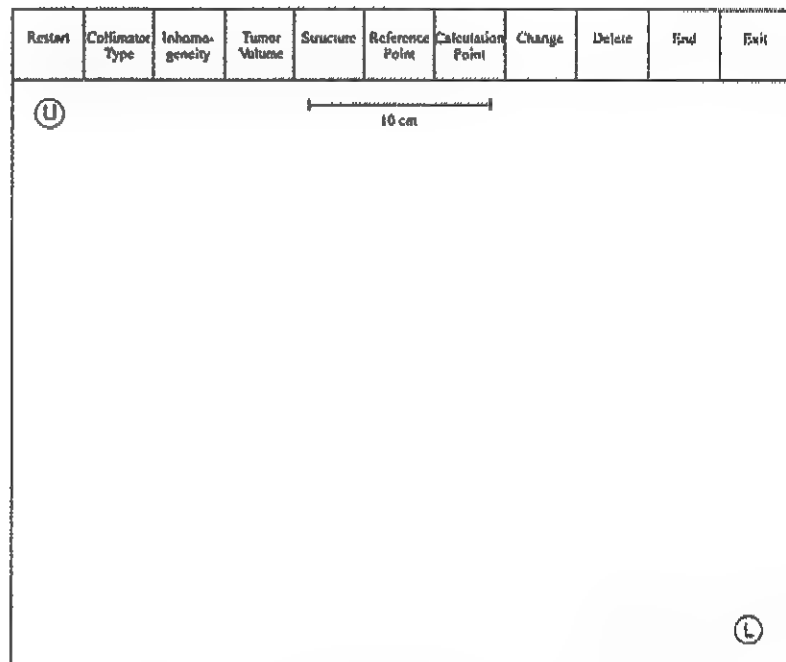 Restart
Collimator
Type
Inhomo-
geneity
Tumor
Volume
Structure
Reference
Point
Calculation
Point
Change
Delete
End
Exit
U
10 cm
L